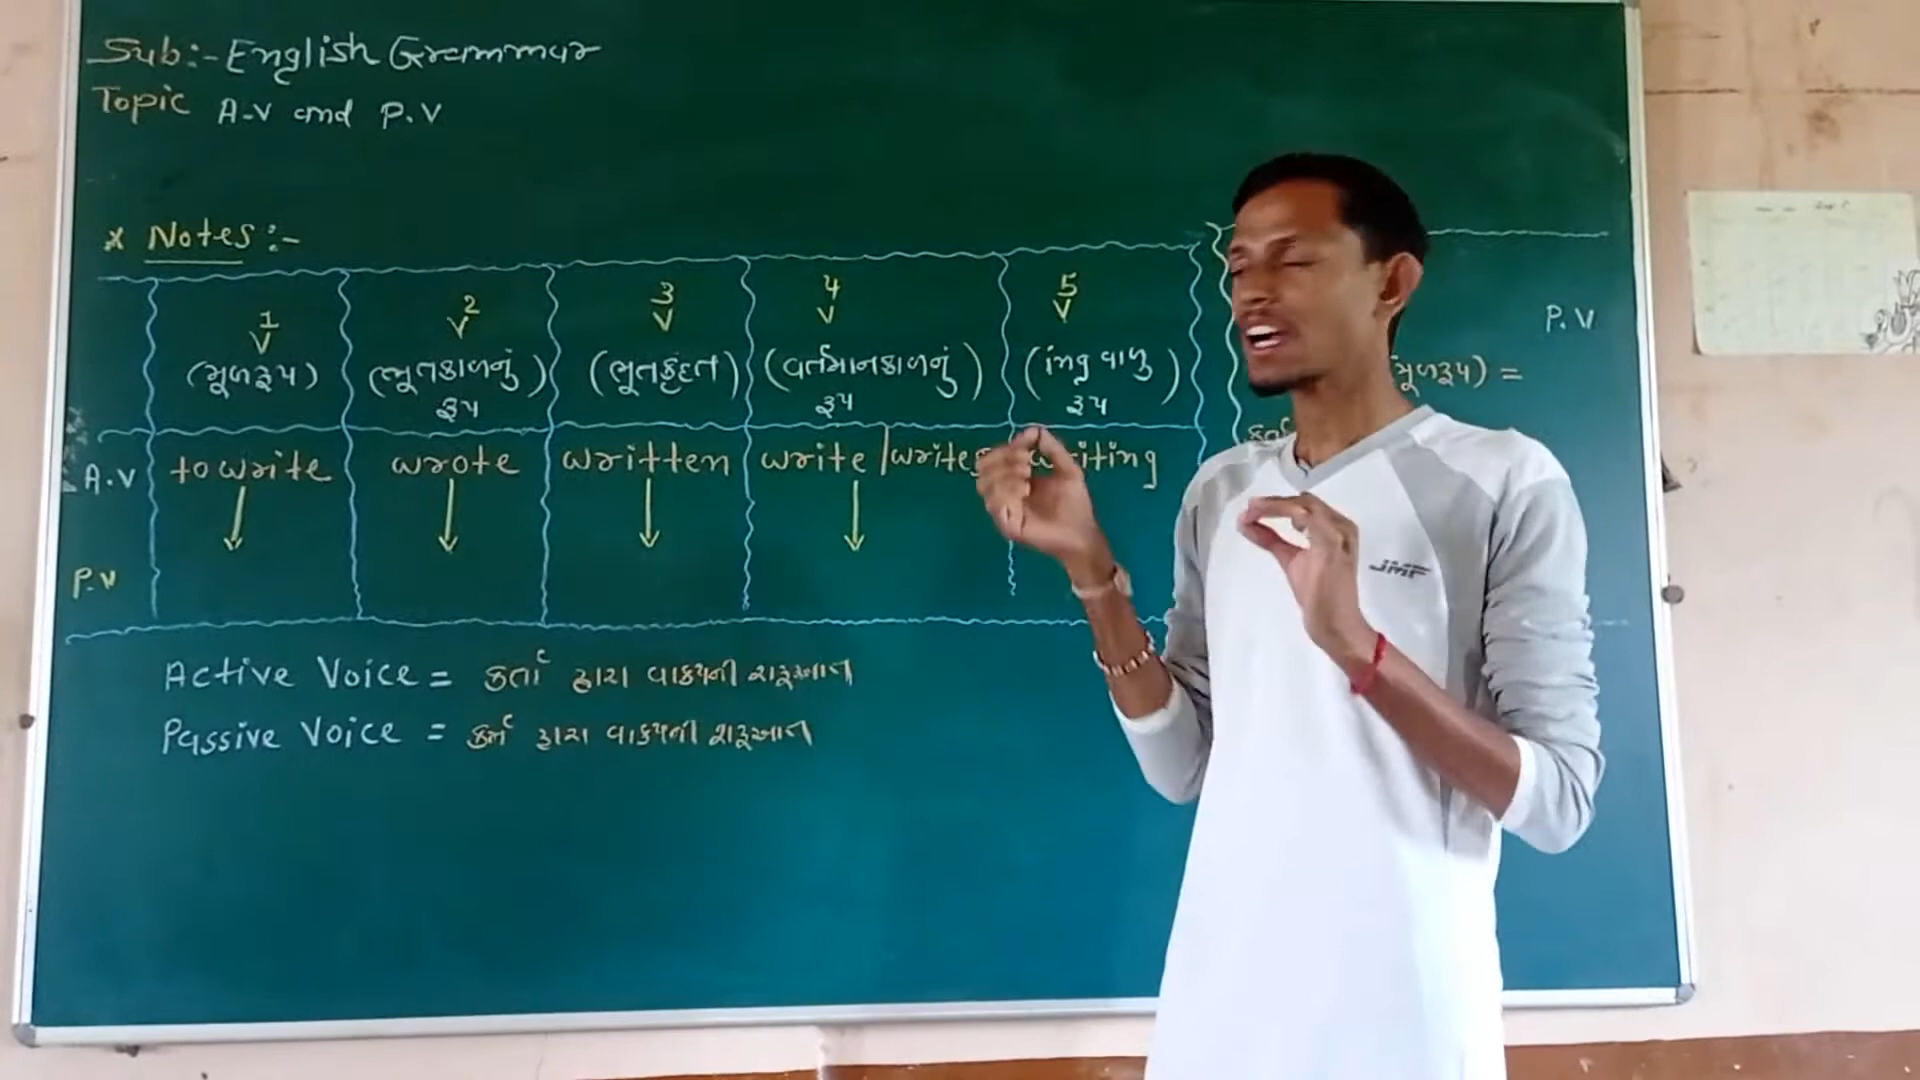 Sub:- English Grammar
Topic A-V and P.V
* Notes :-
V1 V2 V3 V4 V5
(મૂળરૂપ) (ભૂતકાળનું રૂપ) (ભૂતકૃદંત) (વર્તમાનકાળનું રૂપ) (ing વાળુ રૂપ)
A.V to write wrote written write / writes writing
P.V
Active Voice = કર્તા દ્વારા વાક્યની શરૂઆત
Passive Voice = કર્મ દ્વારા વાક્યની શરૂઆત
P.V
મૂળરૂપ) =
JMF